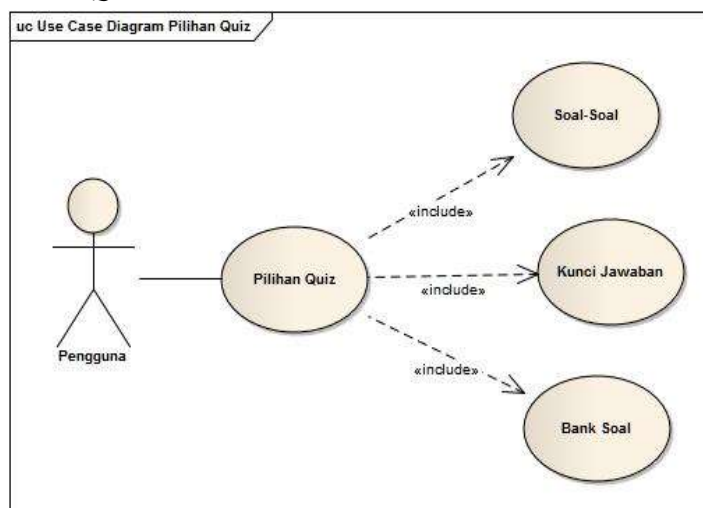 uc Use Case Diagram Pilihan Quiz
Soal-Soal
«include»
Pilihan Quiz
«include»
Kunci Jawaban
Pengguna
«include»
Bank Soal